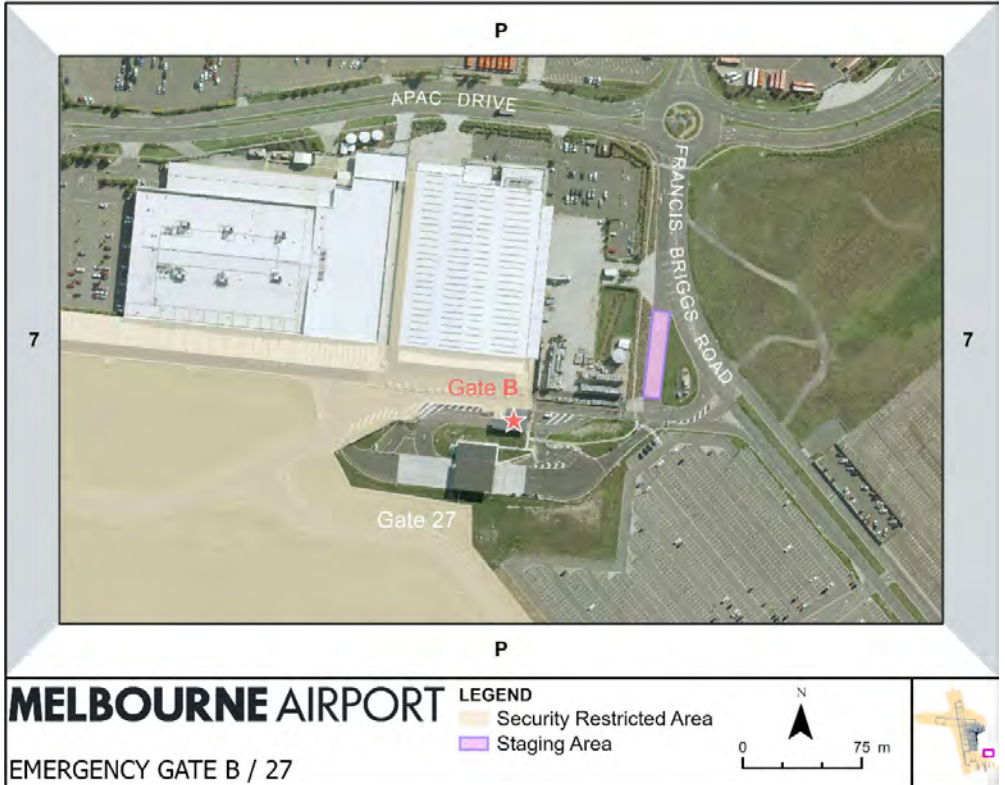 P
APAC DRIVE
FRANCIS BRIGGS ROAD
7
7
Gate B
Gate 27
P
MELBOURNE AIRPORT
EMERGENCY GATE B / 27
LEGEND
Security Restricted Area
Staging Area
N
0 75 m